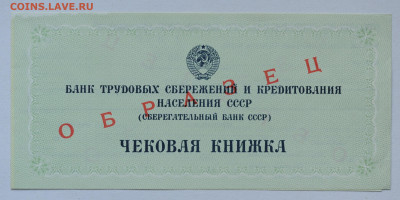 COINS.LAVE.RU
БАНК ТРУДОВЫХ СБЕРЕЖЕНИЙ И КРЕДИТОВАНИЯ
НАСЕЛЕНИЯ СССР
(СБЕРЕГАТЕЛЬНЫЙ БАНК СССР)
ОБРАЗЕЦ
ЧЕКОВАЯ КНИЖКА